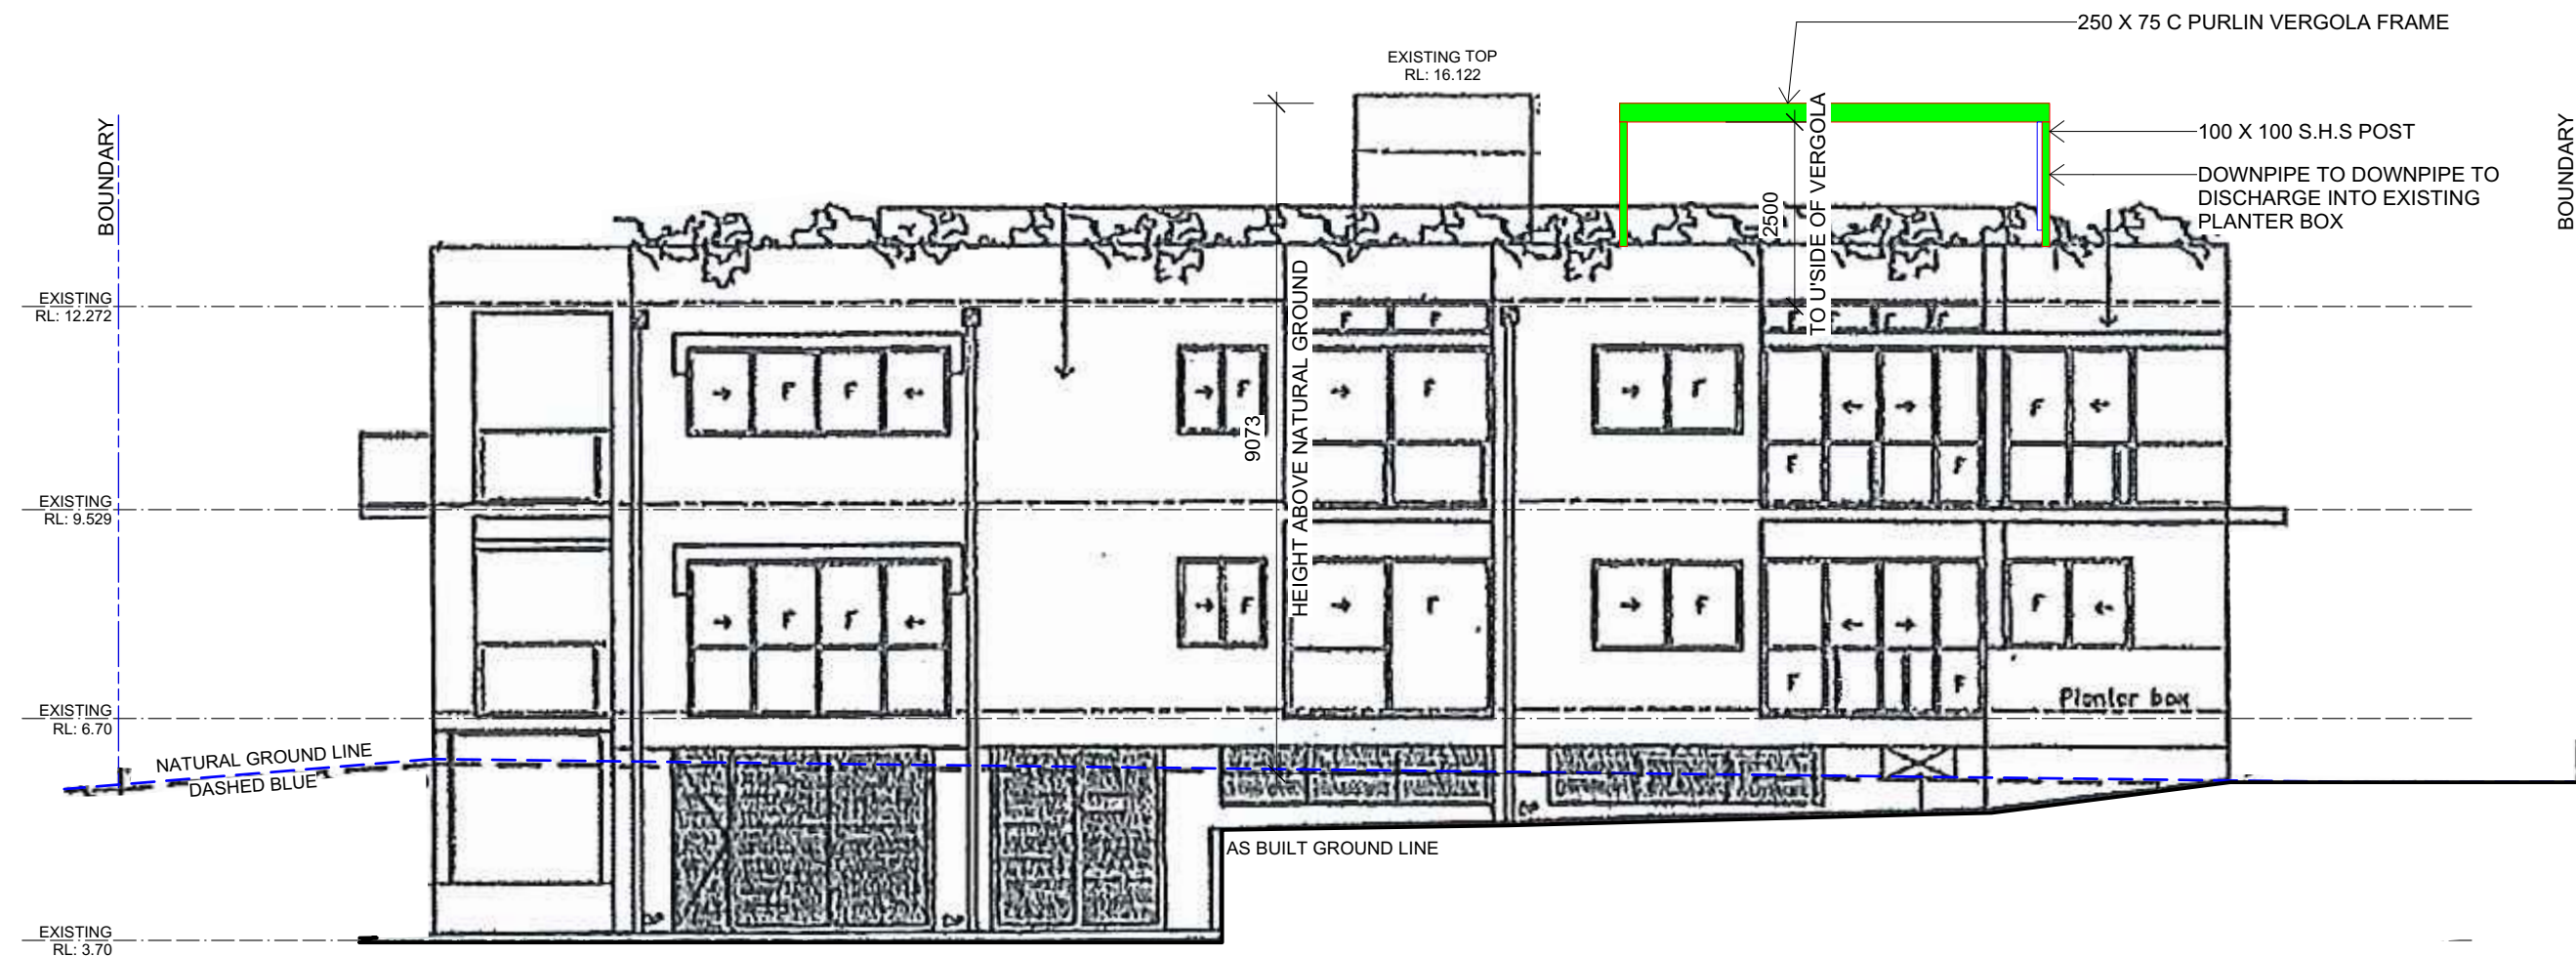 250 X 75 C PURLIN VERGOLA FRAME
EXISTING TOP
RL: 16.122
BOUNDARY
BOUNDARY
100 X 100 S.H.S POST
DOWNPIPE TO DOWNPIPE TO
DISCHARGE INTO EXISTING
PLANTER BOX
2500
TO U'SIDE OF VERGOLA
EXISTING
RL: 12.272
F
F
F
F
F
F
F
F
F
F
F
F
9073
HEIGHT ABOVE NATURAL GROUND
F
F
EXISTING
RL: 9.529
F
F
F
F
F
F
F
F
Planter box
EXISTING
RL: 6.70
NATURAL GROUND LINE
DASHED BLUE
AS BUILT GROUND LINE
EXISTING
RL: 3.70